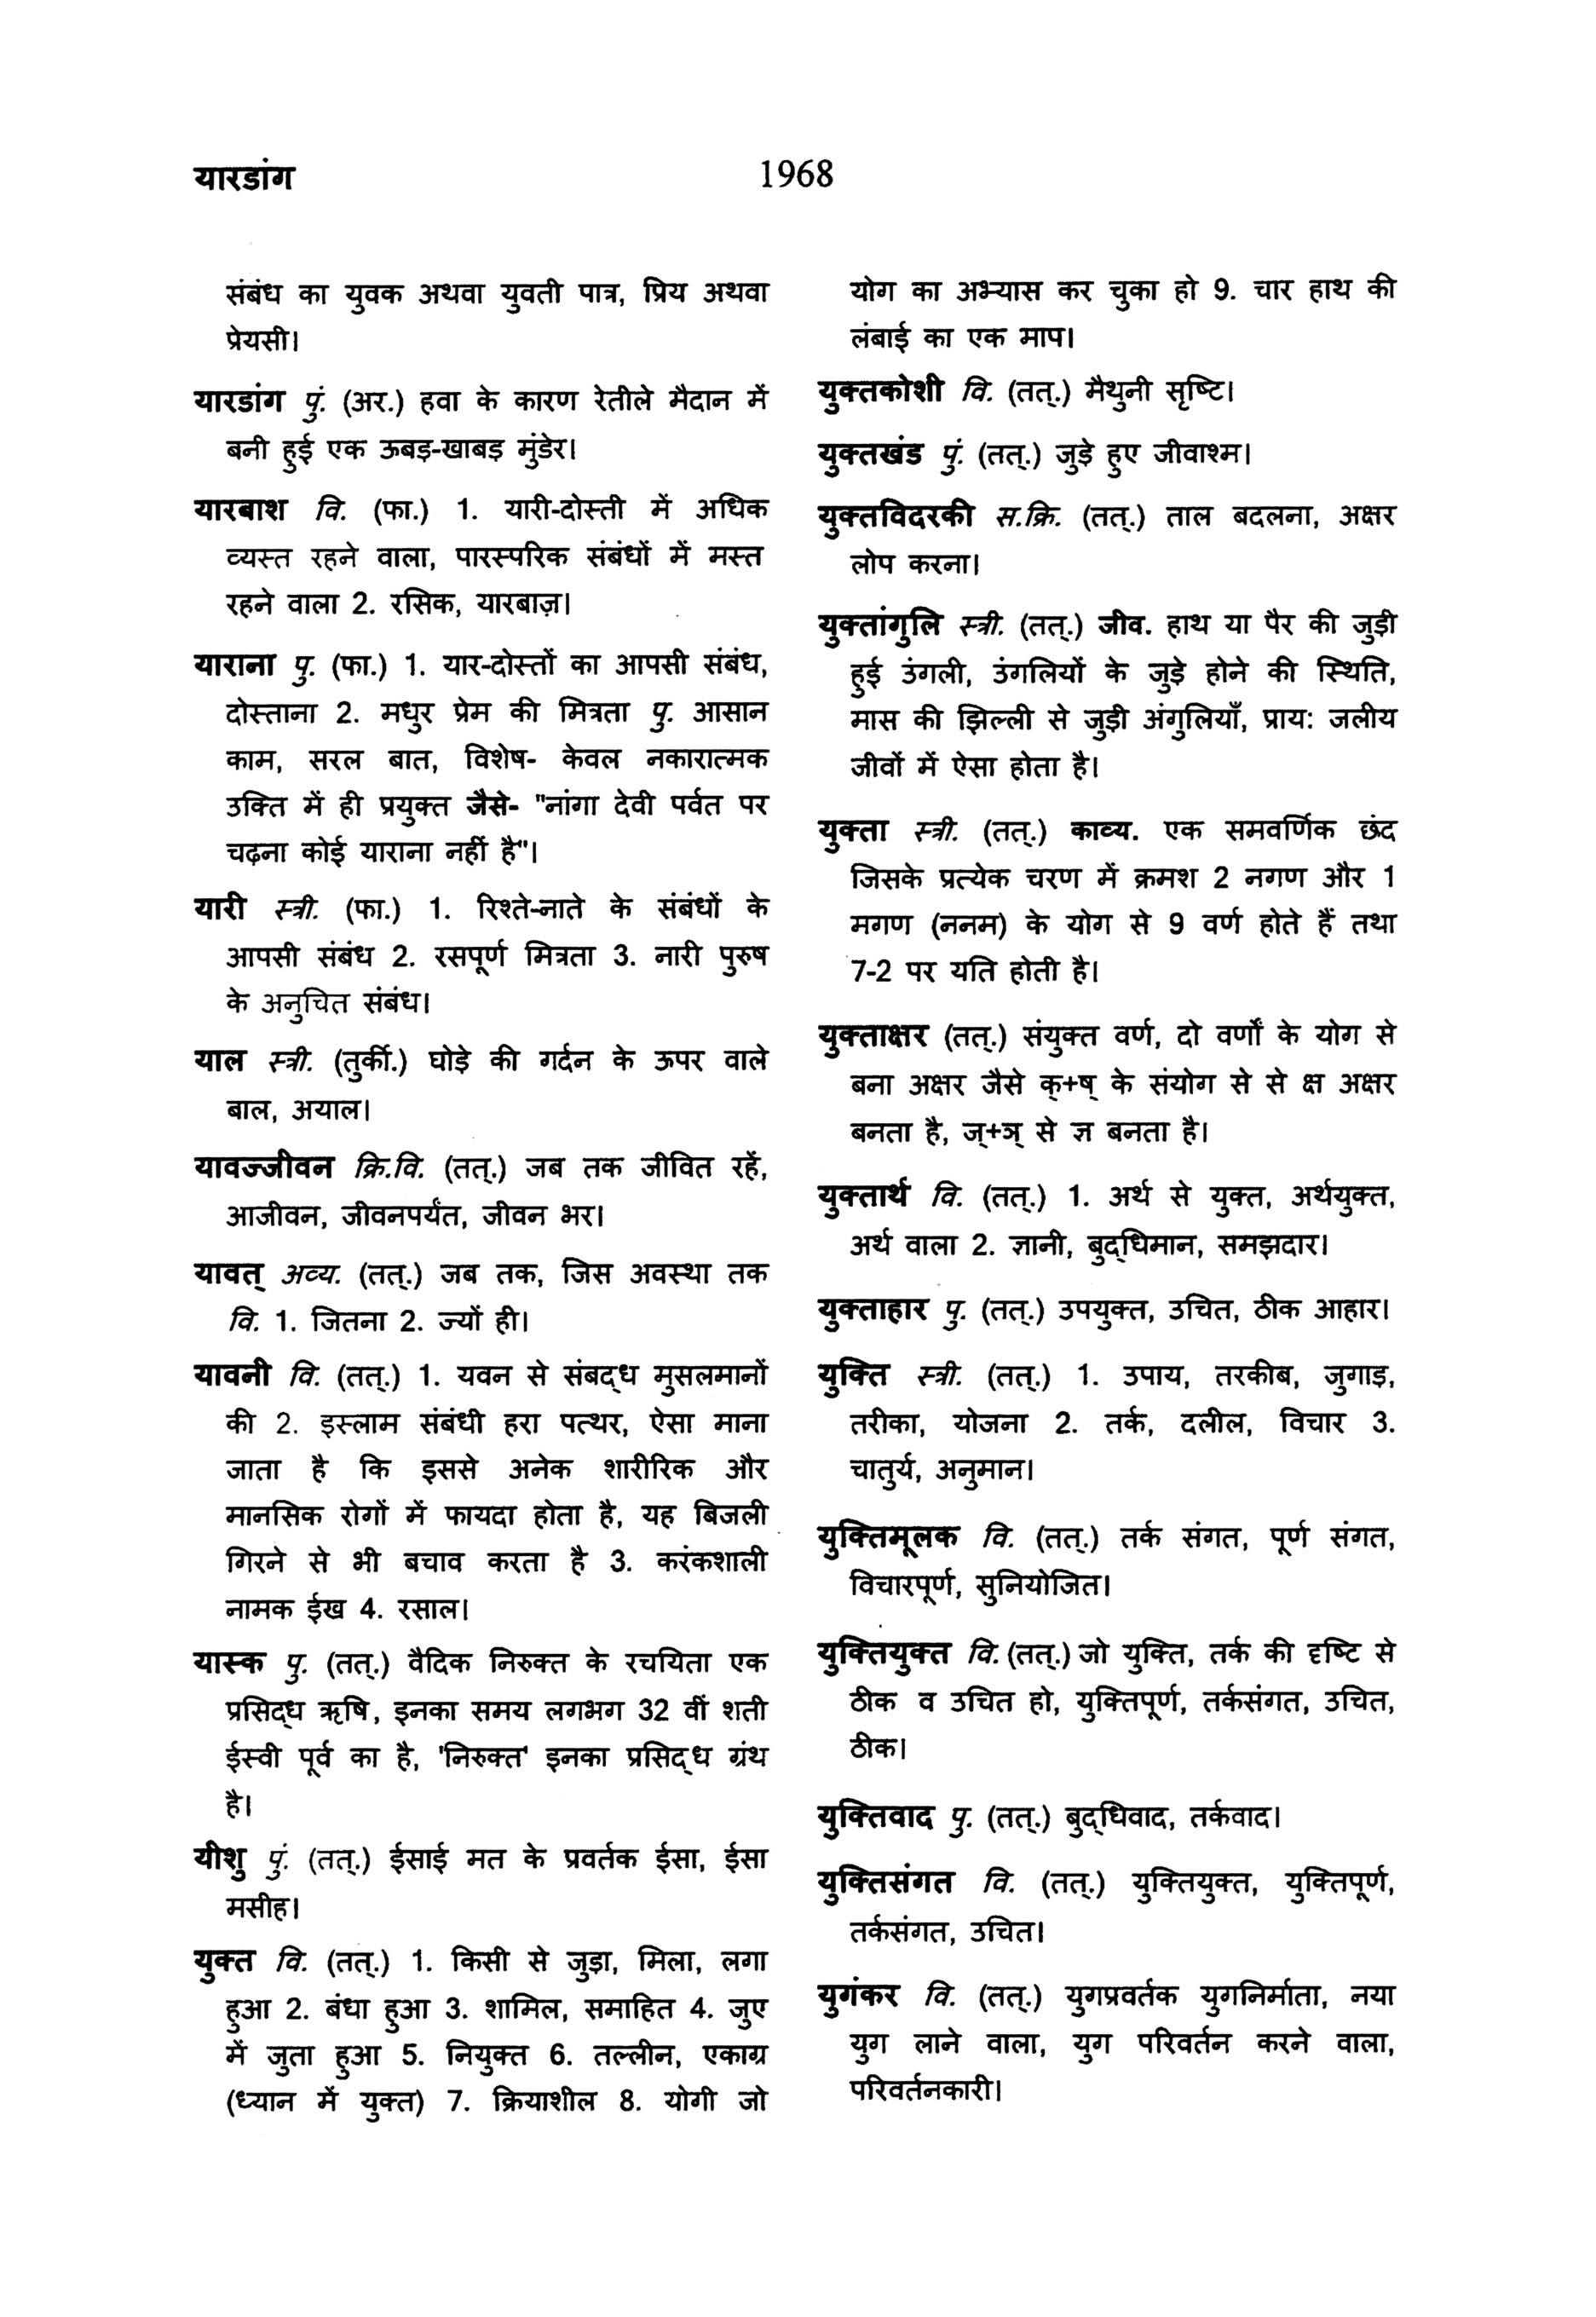 यारडांग
1968
संबंध का युवक अथवा युवती पात्र, प्रिय अथवा
प्रेयसी।
यारडांग पुं. (अर.) हवा के कारण रेतीले मैदान में
बनी हुई एक ऊबड़-खाबड़ मुंडेर।
यारबाश वि. (फा.) 1. यारी-दोस्ती में अधिक
व्यस्त रहने वाला, पारस्परिक संबंधों में मस्त
रहने वाला 2. रसिक, यारबाज़।
याराना पु. (फा.) 1. यार-दोस्तों का आपसी संबंध,
दोस्ताना 2. मधुर प्रेम की मित्रता पु. आसान
काम, सरल बात, विशेष- केवल नकारात्मक
उक्ति में ही प्रयुक्त जैसे- "नांगा देवी पर्वत पर
चढ़ना कोई याराना नहीं है"।
यारी स्त्री. (फा.) 1. रिश्ते-नाते के संबंधों के
आपसी संबंध 2. रसपूर्ण मित्रता 3. नारी पुरुष
के अनुचित संबंध।
याल स्त्री. (तुर्की.) घोड़े की गर्दन के ऊपर वाले
बाल, अयाल।
यावज्जीवन क्रि.वि. (तत्.) जब तक जीवित रहें,
आजीवन, जीवनपर्यंत, जीवन भर।
यावत् अव्य. (तत्.) जब तक, जिस अवस्था तक
वि. 1. जितना 2. ज्यों ही।
यावनी वि. (तत्.) 1. यवन से संबद्ध मुसलमानों
की 2. इस्लाम संबंधी हरा पत्थर, ऐसा माना
जाता है कि इससे अनेक शारीरिक और
मानसिक रोगों में फायदा होता है, यह बिजली
गिरने से भी बचाव करता है 3. करंकशाली
नामक ईख 4. रसाल।
यास्क पु. (तत्.) वैदिक निरुक्त के रचयिता एक
प्रसिद्ध ऋषि, इनका समय लगभग 32 वीं शती
ईस्वी पूर्व का है, 'निरुक्त' इनका प्रसिद्ध ग्रंथ
है।
यीशु पुं. (तत्.) ईसाई मत के प्रवर्तक ईसा, ईसा
मसीह।
युक्त वि. (तत्.) 1. किसी से जुड़ा, मिला, लगा
हुआ 2. बंधा हुआ 3. शामिल, समाहित 4. जुए
में जुता हुआ 5. नियुक्त 6. तल्लीन, एकाग्र
(ध्यान में युक्त) 7. क्रियाशील 8. योगी जो
योग का अभ्यास कर चुका हो 9. चार हाथ की
लंबाई का एक माप।
युक्तकोशी वि. (तत्.) मैथुनी सृष्टि।
युक्तखंड पुं. (तत्.) जुड़े हुए जीवाश्म।
युक्तविदरकी स.क्रि. (तत्.) ताल बदलना, अक्षर
लोप करना।
युक्तांगुलि स्त्री. (तत्.) जीव. हाथ या पैर की जुड़ी
हुई उंगली, उंगलियों के जुड़े होने की स्थिति,
मास की झिल्ली से जुड़ी अंगुलियाँ, प्राय: जलीय
जीवों में ऐसा होता है।
युक्ता स्त्री. (तत्.) काव्य. एक समवर्णिक छंद
जिसके प्रत्येक चरण में क्रमश 2 नगण और 1
मगण (ननम) के योग से 9 वर्ण होते हैं तथा
7-2 पर यति होती है।
युक्ताक्षर (तत्.) संयुक्त वर्ण, दो वर्णों के योग से
बना अक्षर जैसे क्+ष् के संयोग से से क्ष अक्षर
बनता है, ज्+ञ् से ज्ञ बनता है।
युक्तार्थ वि. (तत्.) 1. अर्थ से युक्त, अर्थयुक्त,
अर्थ वाला 2. ज्ञानी, बुद्धिमान, समझदार।
युक्ताहार पु. (तत्.) उपयुक्त, उचित, ठीक आहार।
युक्ति स्त्री. (तत्.) 1. उपाय, तरकीब, जुगाड़,
तरीका, योजना 2. तर्क, दलील, विचार 3.
चातुर्य, अनुमान।
युक्तिमूलक वि. (तत्.) तर्क संगत, पूर्ण संगत,
विचारपूर्ण, सुनियोजित।
युक्तियुक्त वि. (तत्.) जो युक्ति, तर्क की दृष्टि से
ठीक व उचित हो, युक्तिपूर्ण, तर्कसंगत, उचित,
ठीक।
युक्तिवाद पु. (तत्.) बुद्धिवाद, तर्कवाद।
युक्तिसंगत वि. (तत्.) युक्तियुक्त, युक्तिपूर्ण,
तर्कसंगत, उचित।
युगंकर वि. (तत्.) युगप्रवर्तक युगनिर्माता, नया
युग लाने वाला, युग परिवर्तन करने वाला,
परिवर्तनकारी।